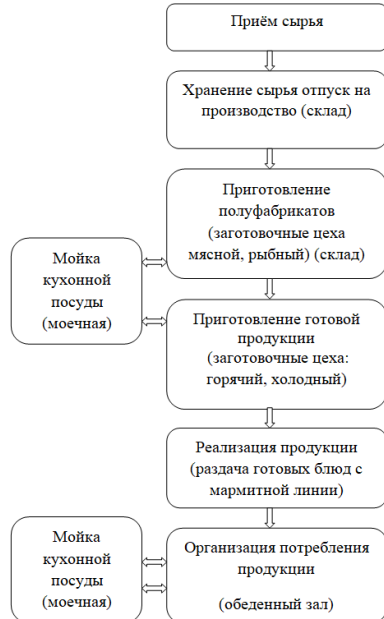 Приём сырья
Хранение сырья отпуск на
производство (склад)
Приготовление
полуфабрикатов
(заготовочные цеха
мясной, рыбный) (склад)
Мойка
кухонной
посуды
(моечная)
Приготовление готовой
продукции
(заготовочные цеха:
горячий, холодный)
Реализация продукции
(раздача готовых блюд с
мармитной линии)
Мойка
кухонной
посуды
(моечная)
Организация потребления
продукции
(обеденный зал)